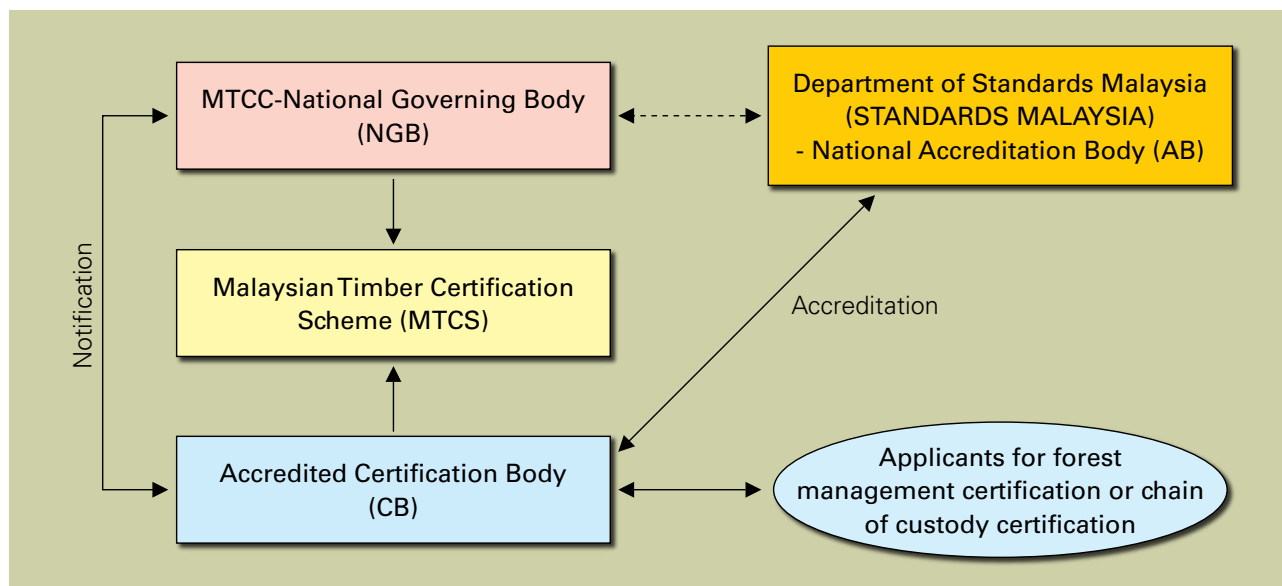 MTCC-National Governing Body
(NGB)
Department of Standards Malaysia
(STANDARDS MALAYSIA)
- National Accreditation Body (AB)
Notification
Malaysian Timber Certification
Scheme (MTCS)
Accreditation
Accredited Certification Body
(CB)
Applicants for forest
management certification or chain
of custody certification